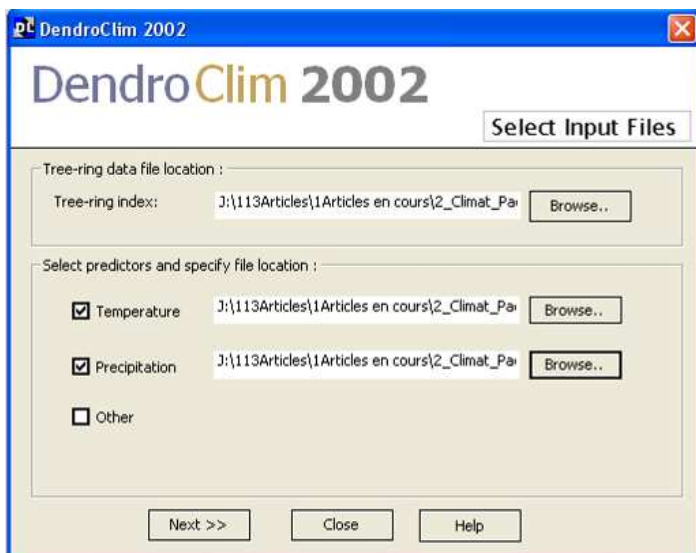 DendroClim 2002
DendroClim 2002
Select Input Files
Tree-ring data file location :
Tree-ring index: J:\113Articles\1Articles en cours\2_Climat_Pa Browse..
Select predictors and specify file location :
Temperature J:\113Articles\1Articles en cours\2_Climat_Pa Browse..
Precipitation J:\113Articles\1Articles en cours\2_Climat_Pa Browse..
Other
Next >> Close Help